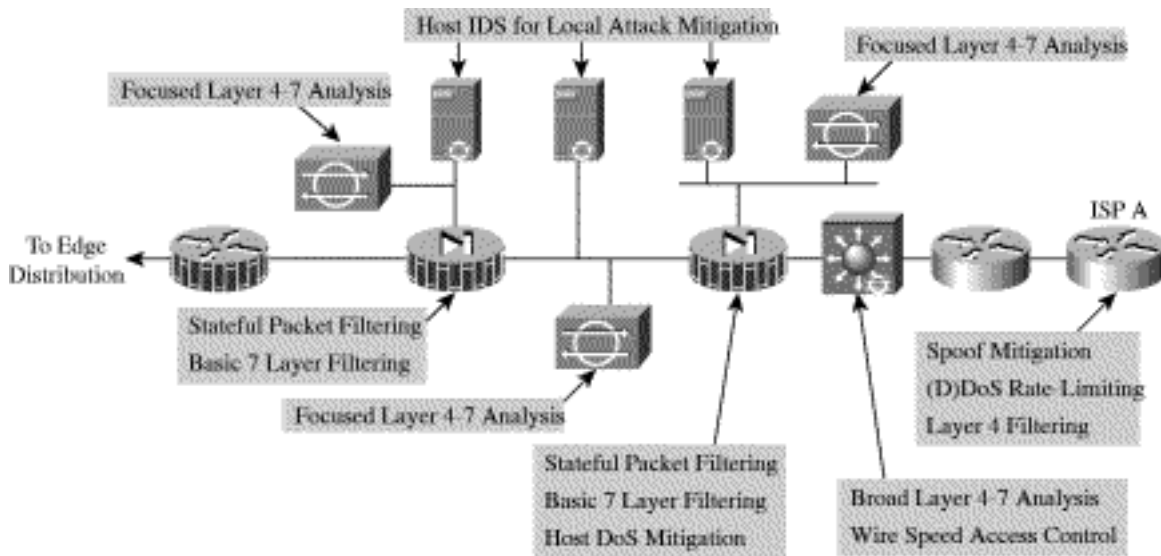 Host IDS for Local Attack Mitigation
Focused Layer 4-7 Analysis
Focused Layer 4-7 Analysis
ISP A
To Edge
Distribution
Stateful Packet Filtering
Basic 7 Layer Filtering
Focused Layer 4-7 Analysis
Stateful Packet Filtering
Basic 7 Layer Filtering
Host DoS Mitigation
Broad Layer 4-7 Analysis
Wire Speed Access Control
Spoof Mitigation
(D)DoS Rate-Limiting
Layer 4 Filtering